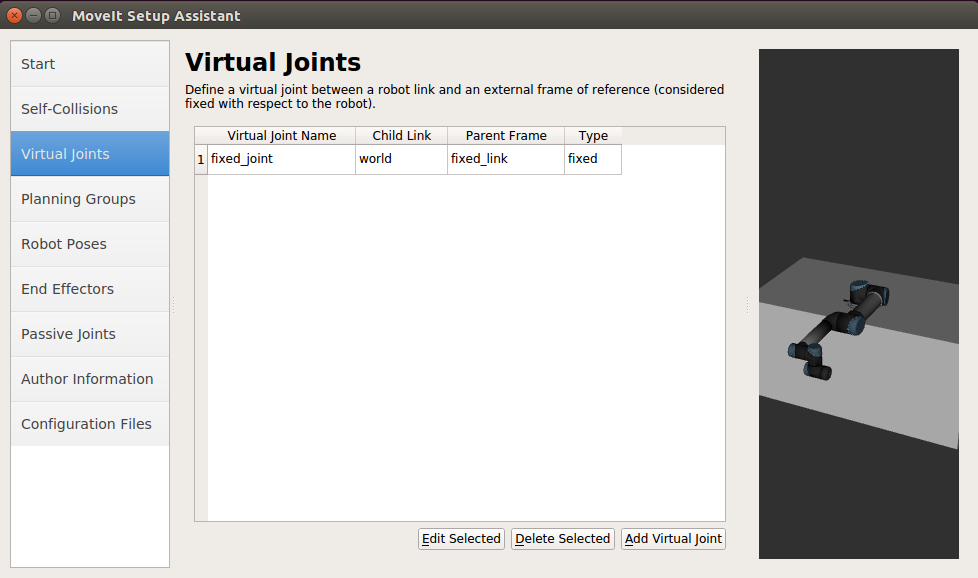 MoveIt Setup Assistant
Start
Self-Collisions
Virtual Joints
Planning Groups
Robot Poses
End Effectors
Passive Joints
Author Information
Configuration Files
Virtual Joints
Define a virtual joint between a robot link and an external frame of reference (considered
fixed with respect to the robot).
Virtual Joint Name Child Link Parent Frame Type
1 fixed_joint world fixed_link fixed
Edit Selected Delete Selected Add Virtual Joint